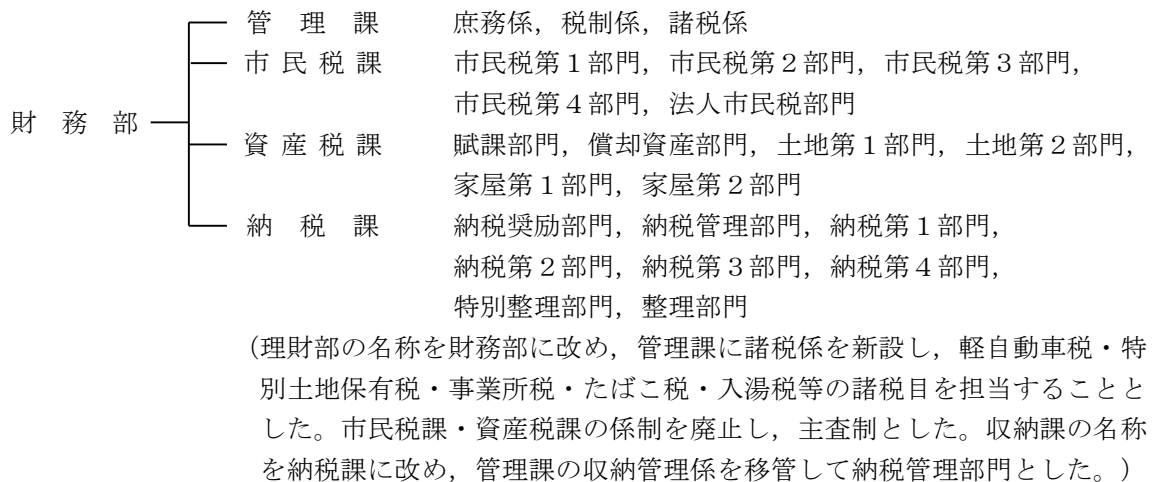 管理課 庶務係，税制係，諸税係
市民税課 市民税第１部門，市民税第２部門，市民税第３部門，
市民税第４部門，法人市民税部門
財務部
資産税課 賦課部門，償却資産部門，土地第１部門，土地第２部門，
家屋第１部門，家屋第２部門
納税課 納税奨励部門，納税管理部門，納税第１部門，
納税第２部門，納税第３部門，納税第４部門，
特別整理部門，整理部門
（理財部の名称を財務部に改め，管理課に諸税係を新設し，軽自動車税・特
別土地保有税・事業所税・たばこ税・入湯税等の諸税目を担当することと
した。市民税課・資産税課の係制を廃止し，主査制とした。収納課の名称
を納税課に改め，管理課の収納管理係を移管して納税管理部門とした。）